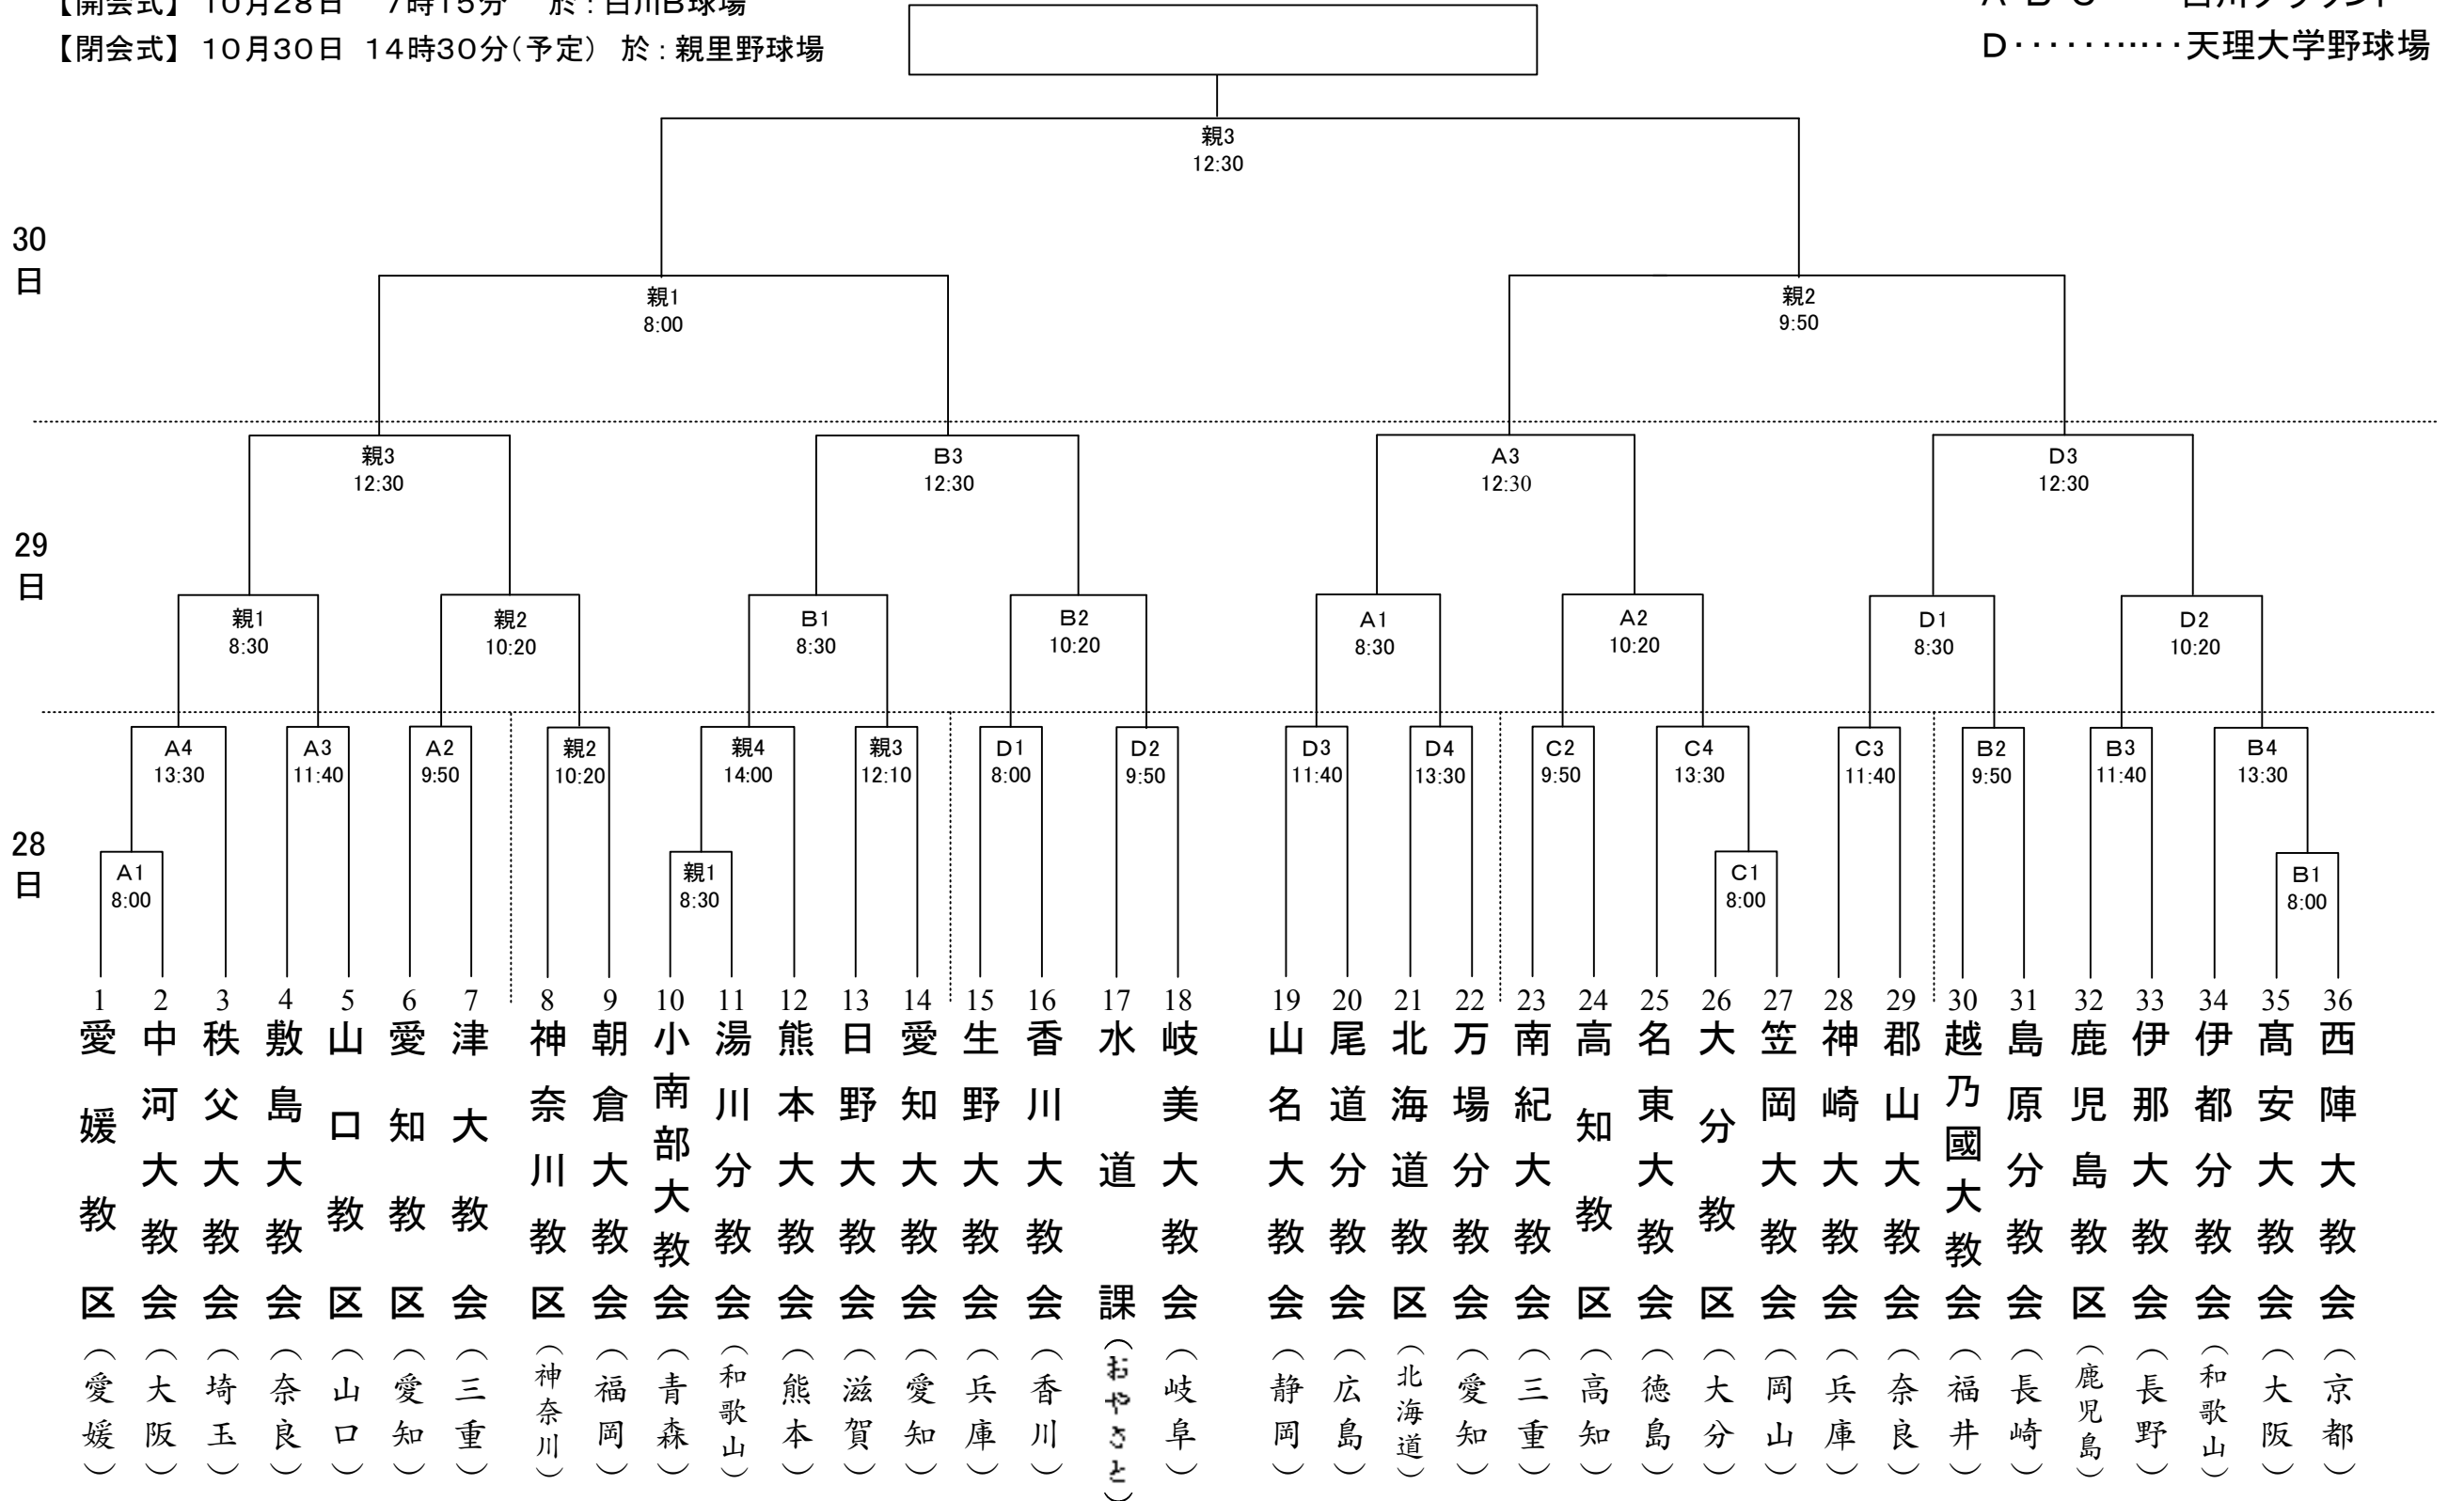 【開会式】 10月28日 7時15分 於：白川B球場
【閉会式】 10月30日 14時30分（予定） 於：親里野球場
A・B・C
D・・・・・・・・・・・天理大学野球場
親3
12:30
30日
親1
8:00
親2
9:50
親3
12:30
B3
12:30
A3
12:30
D3
12:30
29日
親1
8:30
親2
10:20
B1
8:30
B2
10:20
A1
8:30
A2
10:20
D1
8:30
D2
10:20
A4
13:30
A3
11:40
A2
9:50
親2
10:20
親4
14:00
親3
12:10
D1
8:00
D2
9:50
D3
11:40
D4
13:30
C2
9:50
C4
13:30
C3
11:40
B2
9:50
B3
11:40
B4
13:30
28日
A1
8:00
親1
8:30
C1
8:00
B1
8:00
1 愛媛教区（愛媛）
2 中河大教会（大阪）
3 秩父大教会（埼玉）
4 敷島大教会（奈良）
5 山口教区（山口）
6 愛知教区（愛知）
7 津大教会（三重）
8 神奈川教区（神奈川）
9 朝倉大教会（福岡）
10 小南部大教会（青森）
11 湯川分教会（和歌山）
12 熊本大教会（熊本）
13 日野大教会（滋賀）
14 愛知大教会（愛知）
15 生野大教会（兵庫）
16 香川大教会（香川）
17 水道課（おやさと）
18 岐美大教会（岐阜）
19 山名大教会（静岡）
20 尾道分教会（広島）
21 北海道教区（北海道）
22 万場分教会（愛知）
23 南紀大教会（三重）
24 高知教区（高知）
25 名東大教会（徳島）
26 大分教区（大分）
27 笠岡大教会（岡山）
28 神崎大教会（兵庫）
29 郡山大教会（奈良）
30 越乃國大教会（福井）
31 島原分教会（長崎）
32 鹿児島教区（鹿児島）
33 伊那大教会（長野）
34 伊都分教会（和歌山）
35 髙安大教会（大阪）
36 西陣大教会（京都）